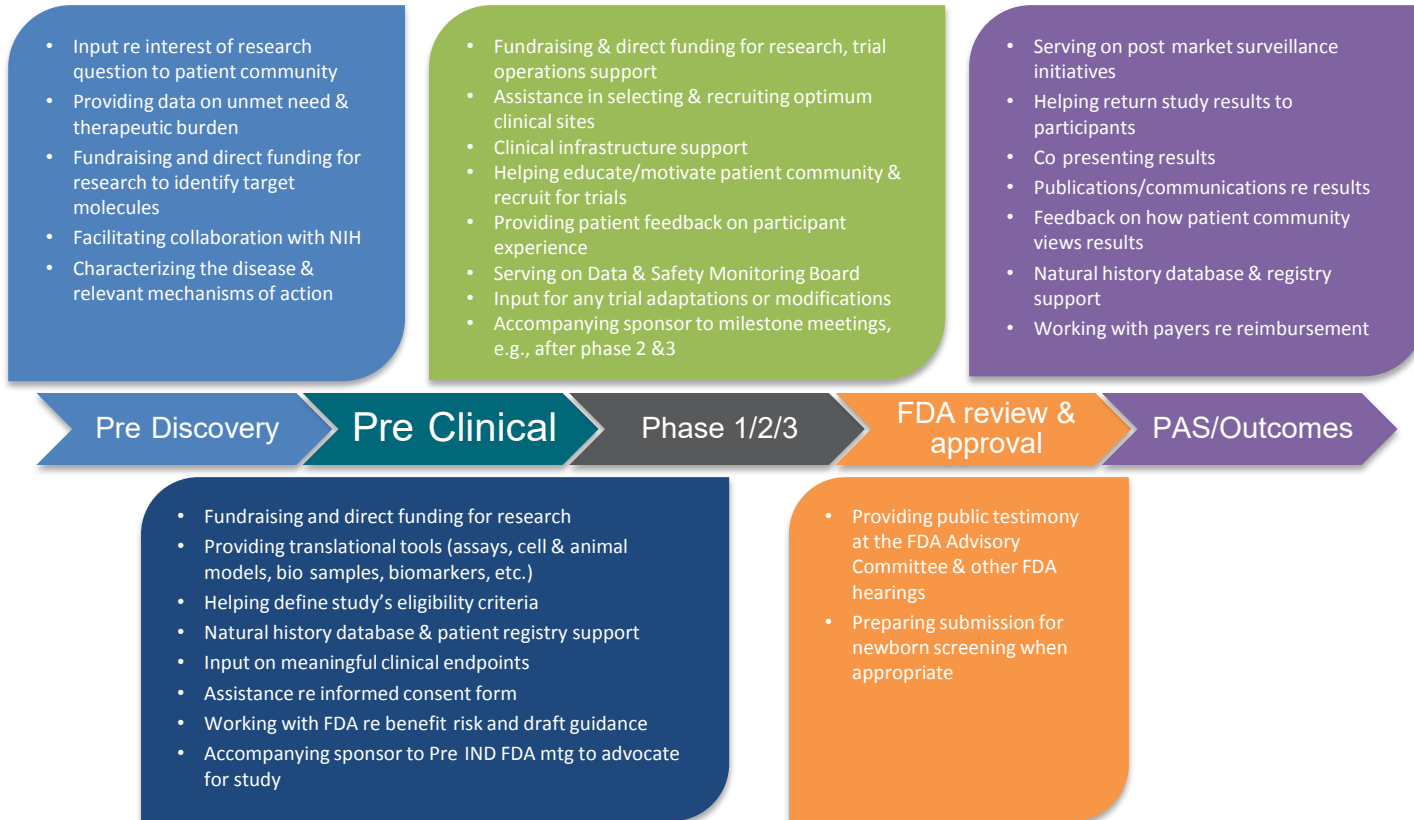 • Input re interest of research
question to patient community
• Providing data on unmet need &
therapeutic burden
• Fundraising and direct funding for
research to identify target
molecules
• Facilitating collaboration with NIH
• Characterizing the disease &
relevant mechanisms of action
• Fundraising & direct funding for research, trial
operations support
• Assistance in selecting & recruiting optimum
clinical sites
• Clinical infrastructure support
• Helping educate/motivate patient community &
recruit for trials
• Providing patient feedback on participant
experience
• Serving on Data & Safety Monitoring Board
• Input for any trial adaptations or modifications
• Accompanying sponsor to milestone meetings,
e.g., after phase 2 &3
• Serving on post market surveillance
initiatives
• Helping return study results to
participants
• Co presenting results
• Publications/communications re results
• Feedback on how patient community
views results
• Natural history database & registry
support
• Working with payers re reimbursement
Pre Discovery
Pre Clinical
Phase 1/2/3
FDA review &
approval
PAS/Outcomes
• Fundraising and direct funding for research
• Providing translational tools (assays, cell & animal
models, bio samples, biomarkers, etc.)
• Helping define study's eligibility criteria
• Natural history database & patient registry support
• Input on meaningful clinical endpoints
• Assistance re informed consent form
• Working with FDA re benefit risk and draft guidance
• Accompanying sponsor to Pre IND FDA mtg to advocate
for study
• Providing public testimony
at the FDA Advisory
Committee & other FDA
hearings
• Preparing submission for
newborn screening when
appropriate